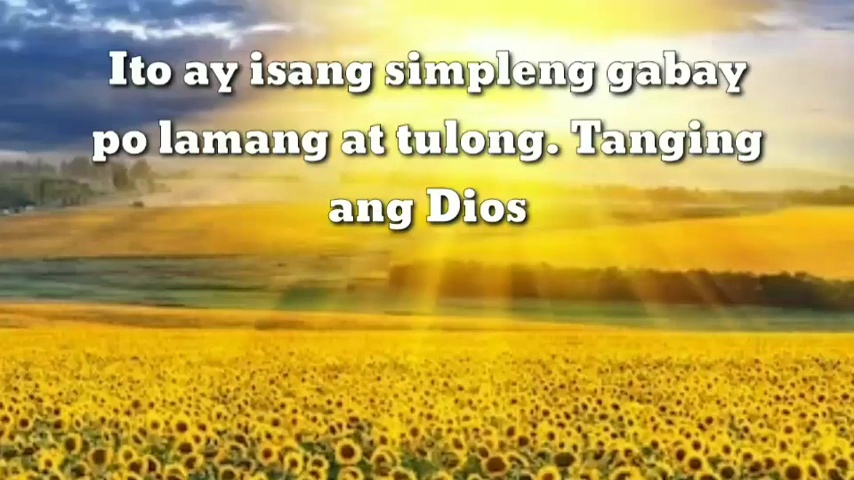 Ito ay isang simpleng gabay
po lamang at tulong. Tanging
ang Dios